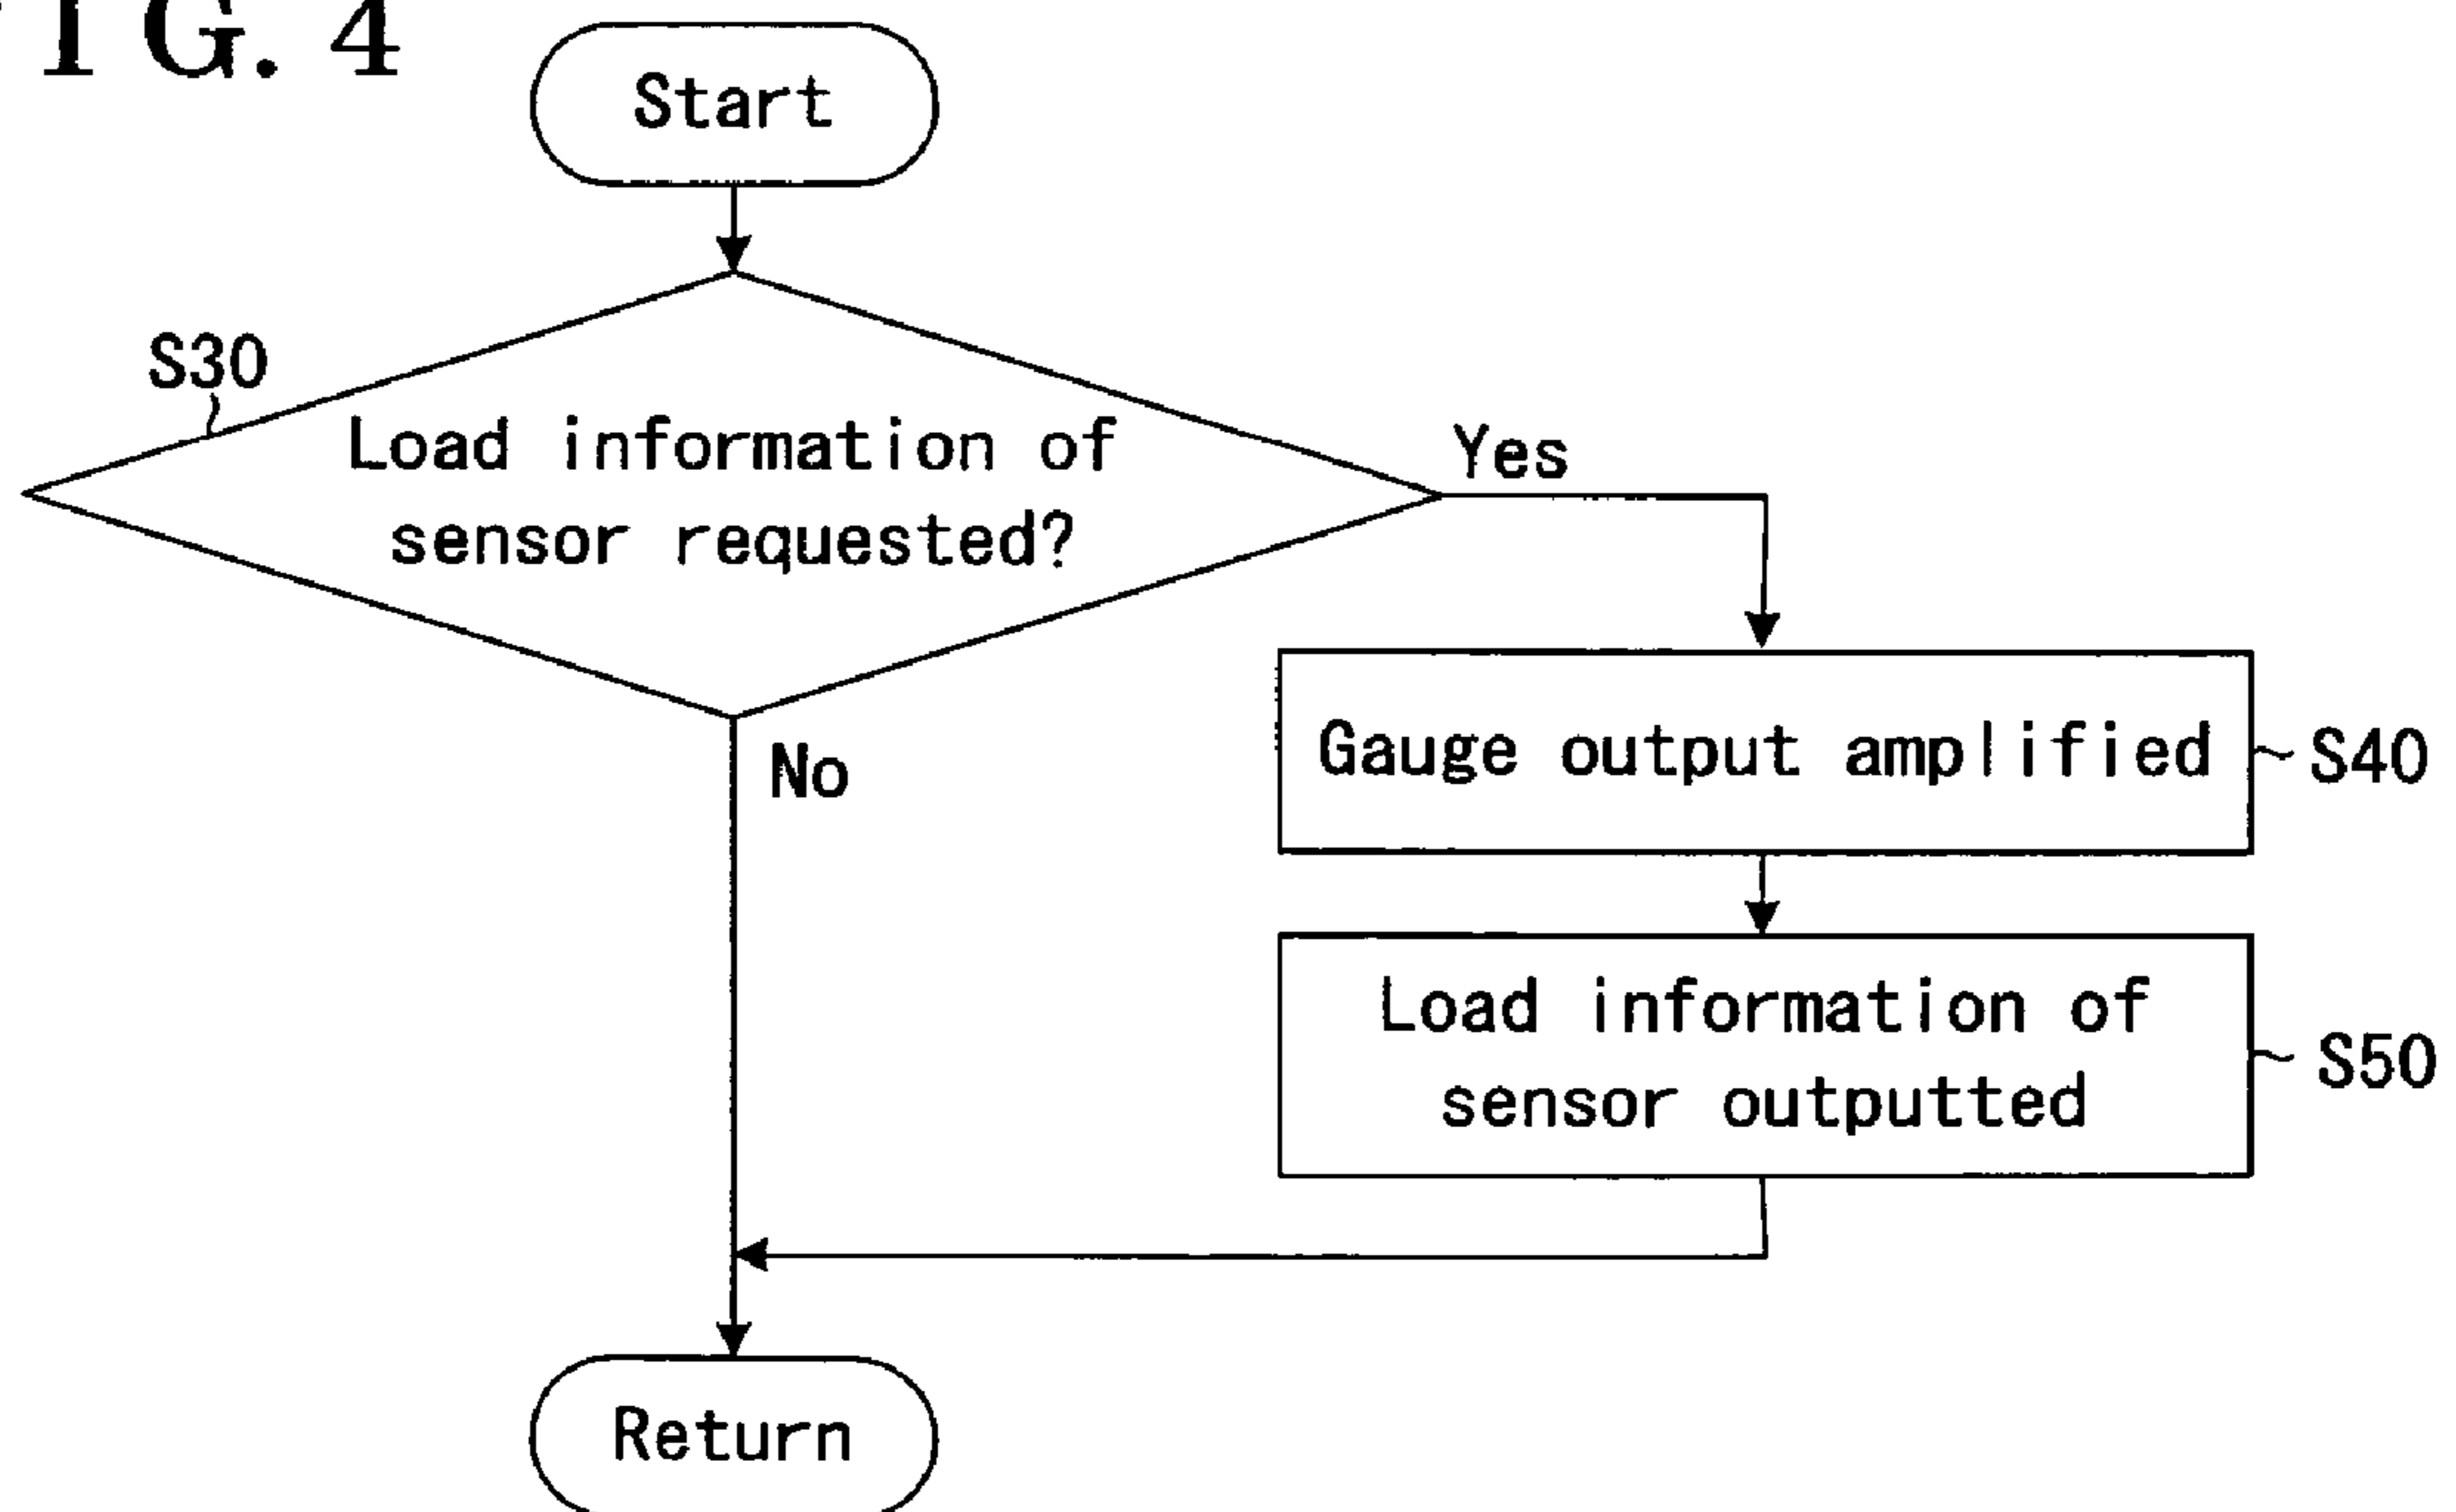 FIG. 4
Start
S30
Load information of
sensor requested?
Yes
No
Gauge output amplified
S40
Load information of
sensor outputted
S50
Return